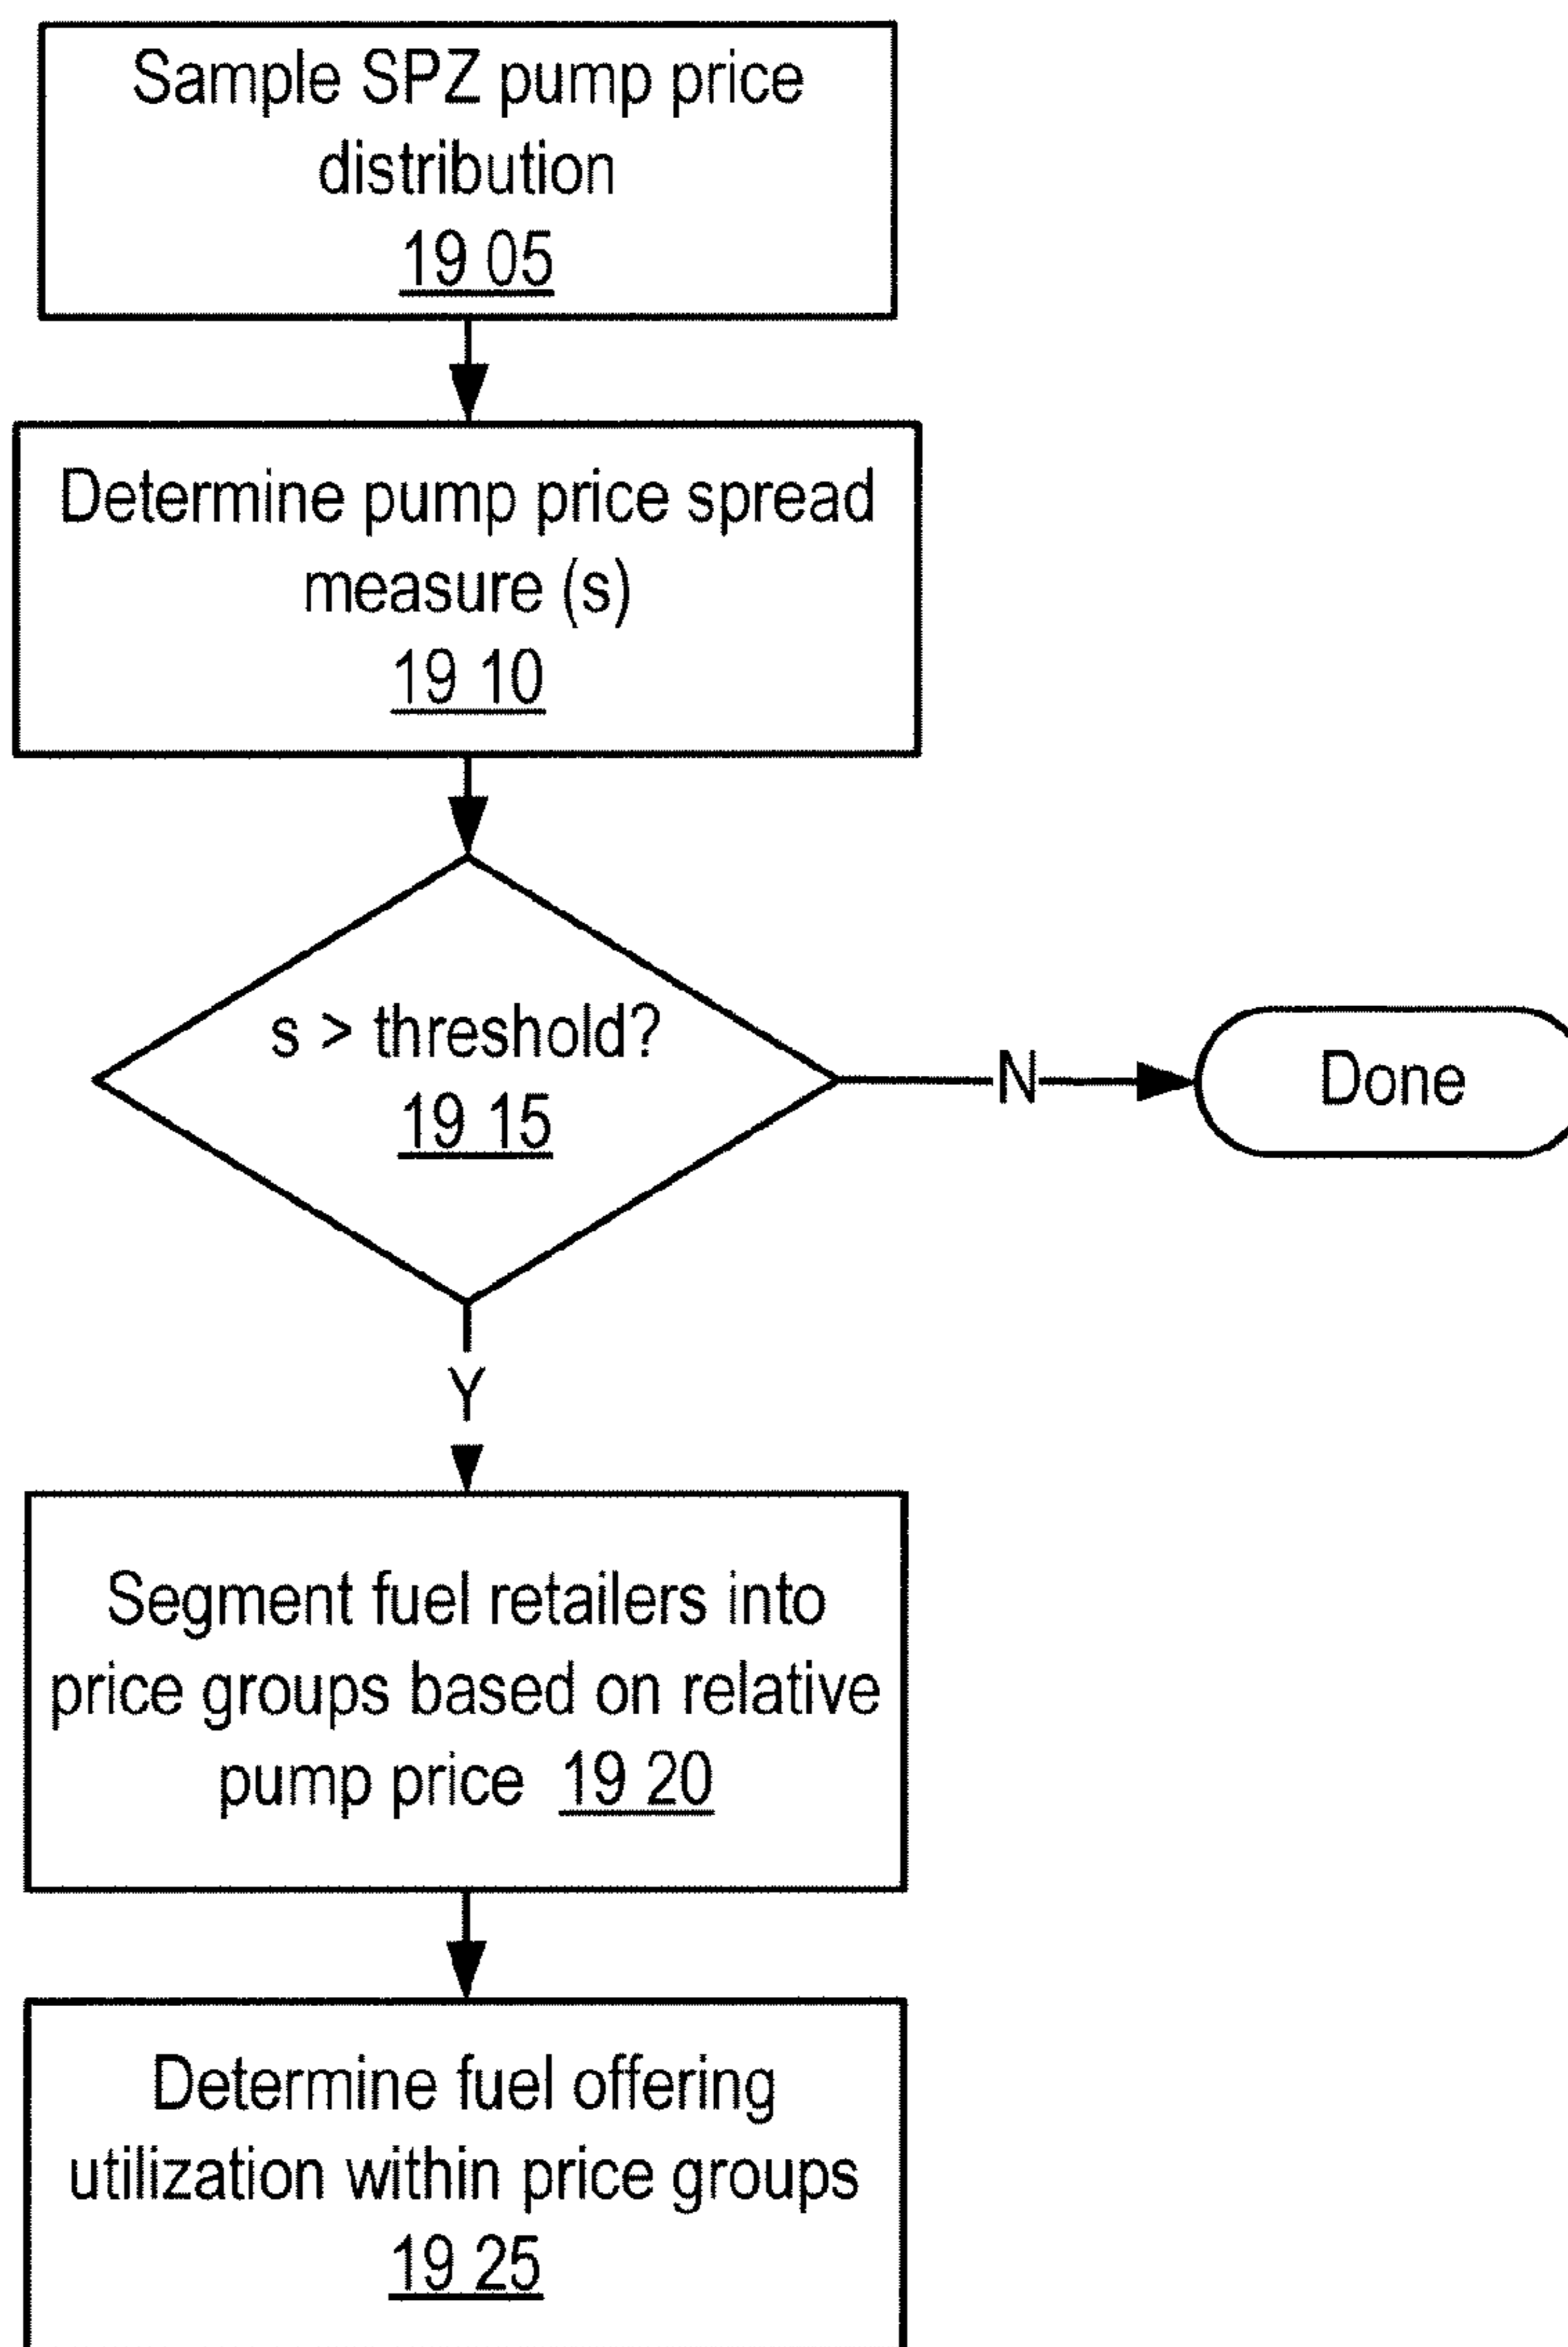 Sample SPZ pump price
distribution
19 05
Determine pump price spread
measure (s)
19 10
s > threshold?
19 15
N
Done
Y
Segment fuel retailers into
price groups based on relative
pump price 19 20
Determine fuel offering
utilization within price groups
19 25